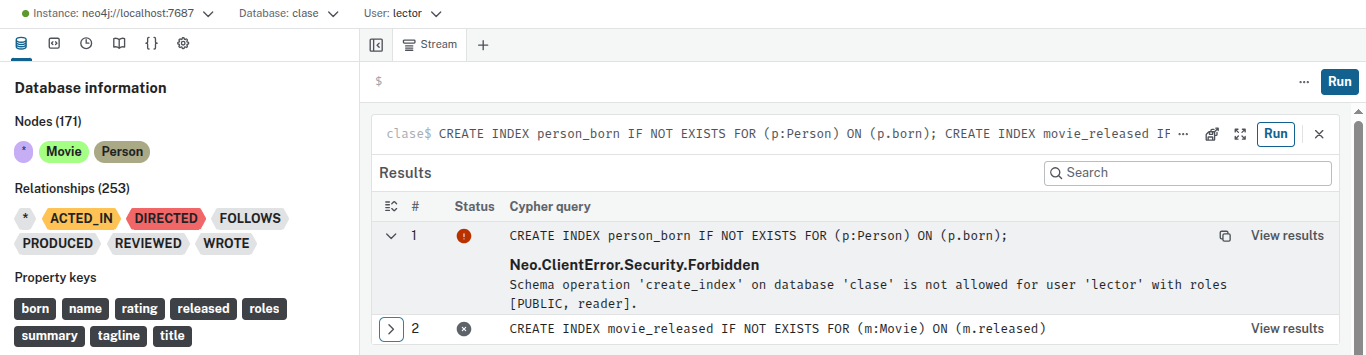 Instance: neo4j://localhost:7687 Database: clase User: lector
Stream
Database information
$ ... Run
Nodes (171)
* Movie Person
clase$ CREATE INDEX person_born IF NOT EXISTS FOR (p:Person) ON (p.born); CREATE INDEX movie_released IF ... Run
Relationships (253)
* ACTED_IN DIRECTED FOLLOWS
PRODUCED REVIEWED WROTE
Property keys
born name rating released roles
summary tagline title
Results Search
# Status Cypher query
1 CREATE INDEX person_born IF NOT EXISTS FOR (p:Person) ON (p.born); View results
Neo.ClientError.Security.Forbidden
Schema operation 'create_index' on database 'clase' is not allowed for user 'lector' with roles
[PUBLIC, reader].
2 CREATE INDEX movie_released IF NOT EXISTS FOR (m:Movie) ON (m.released) View results